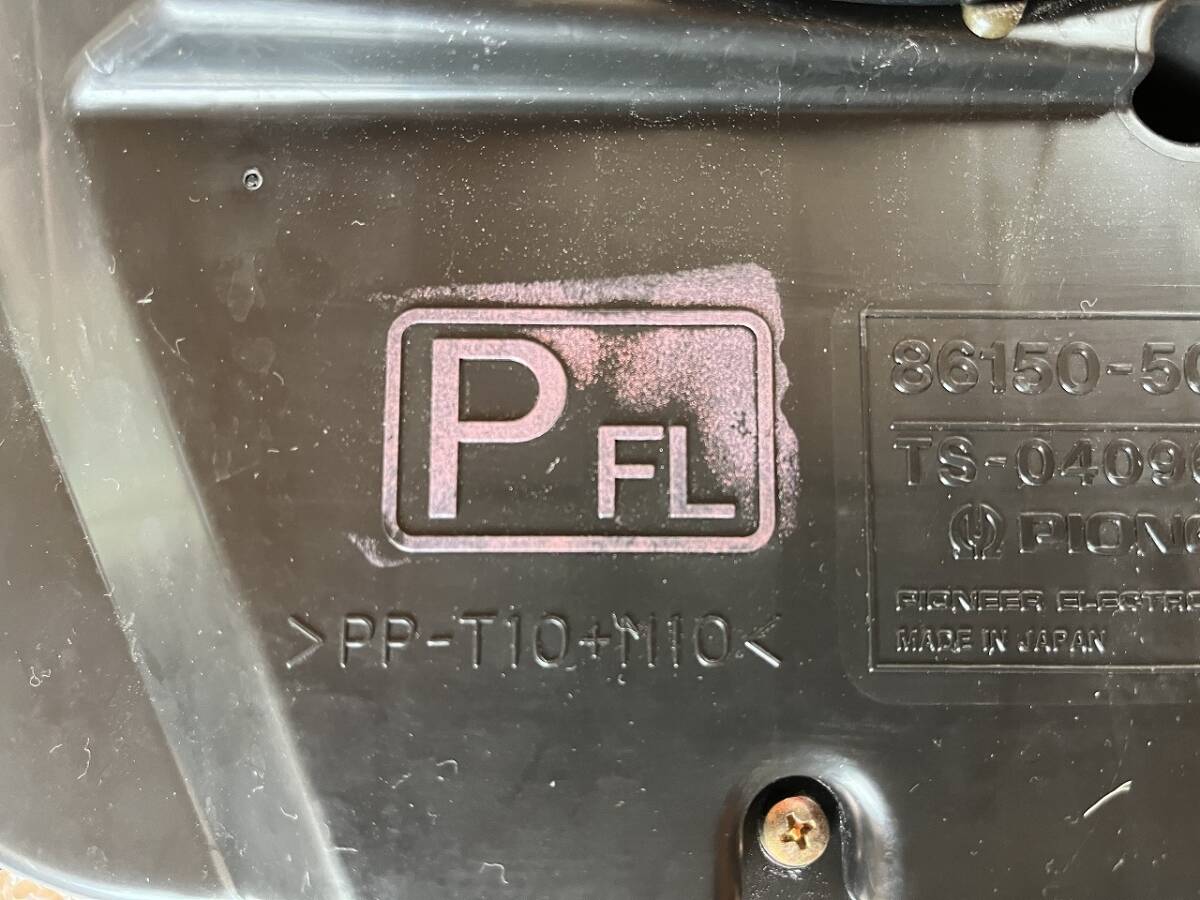 P FL
>PP-T10+M10<
86150-50
TS-0409
PIONE
PIONEER ELECTRO
MADE IN JAPAN